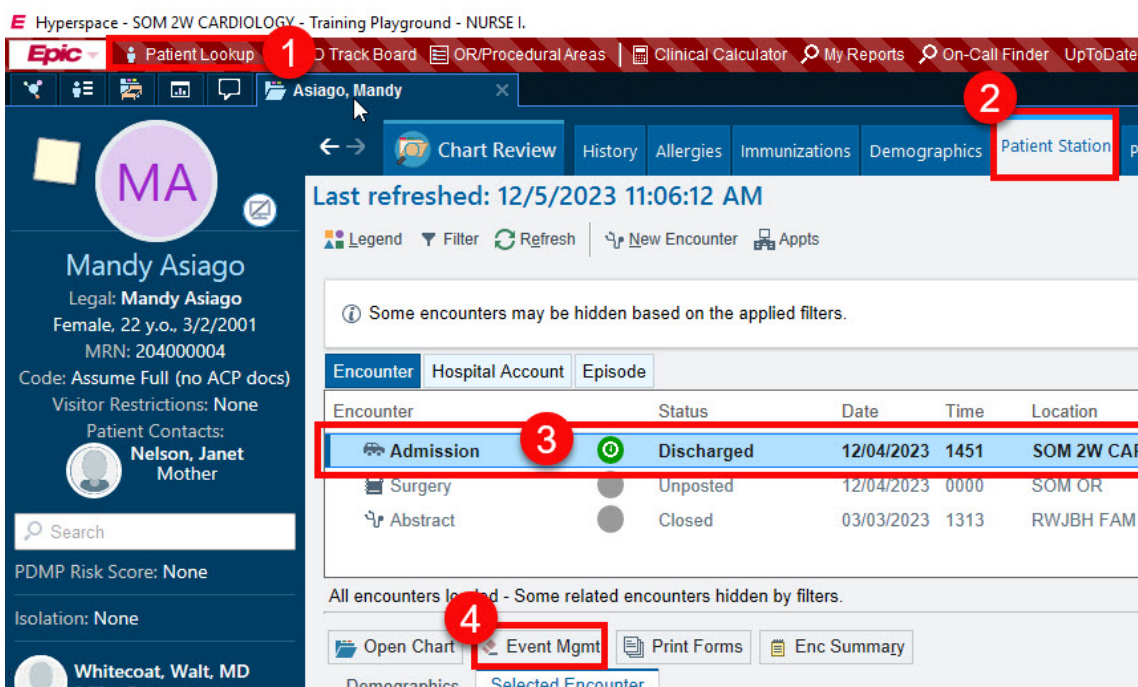 E Hyperspace - SOM 2W CARDIOLOGY - Training Playground - NURSE I.
Epic Patient Lookup 1 D Track Board OR/Procedural Areas Clinical Calculator My Reports On-Call Finder UpToDate
Asiago, Mandy
2
Chart Review History Allergies Immunizations Demographics Patient Station P
MA
Last refreshed: 12/5/2023 11:06:12 AM
Legend Filter Refresh New Encounter Appts
Mandy Asiago
Legal: Mandy Asiago
Female, 22 y.o., 3/2/2001
MRN: 204000004
Code: Assume Full (no ACP docs)
Visitor Restrictions: None
Patient Contacts:
Nelson, Janet
Mother
Search
PDMP Risk Score: None
Isolation: None
Whitecoat, Walt, MD
Some encounters may be hidden based on the applied filters.
Encounter Hospital Account Episode
Encounter Status Date Time Location
Admission 3 Discharged 12/04/2023 1451 SOM 2W CAR
Surgery Unposted 12/04/2023 0000 SOM OR
Abstract Closed 03/03/2023 1313 RWJBH FAM
All encounters - Some related encounters hidden by filters.
4
Open Chart Event Mgmt Print Forms Enc Summary
Demographics Selected Encounter